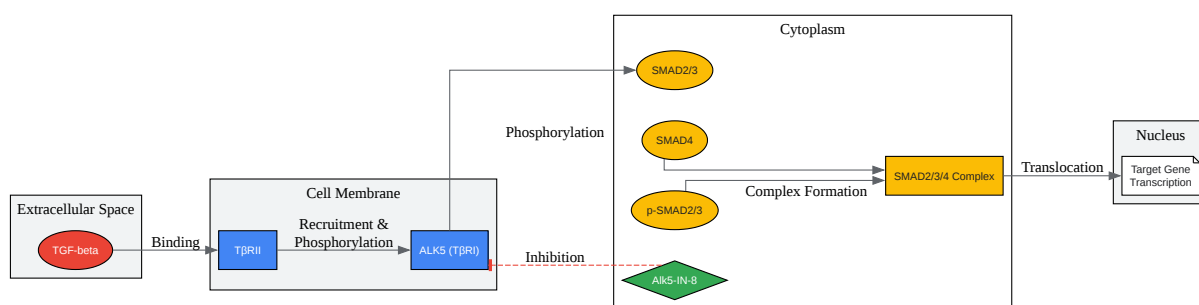 Extracellular Space
TGF-beta
Binding
Cell Membrane
TβRII
Recruitment &
Phosphorylation
ALK5 (TβRI)
Phosphorylation
Inhibition
Cytoplasm
SMAD2/3
SMAD4
p-SMAD2/3
Alk5-IN-8
Complex Formation
SMAD2/3/4 Complex
Translocation
Nucleus
Target Gene
Transcription